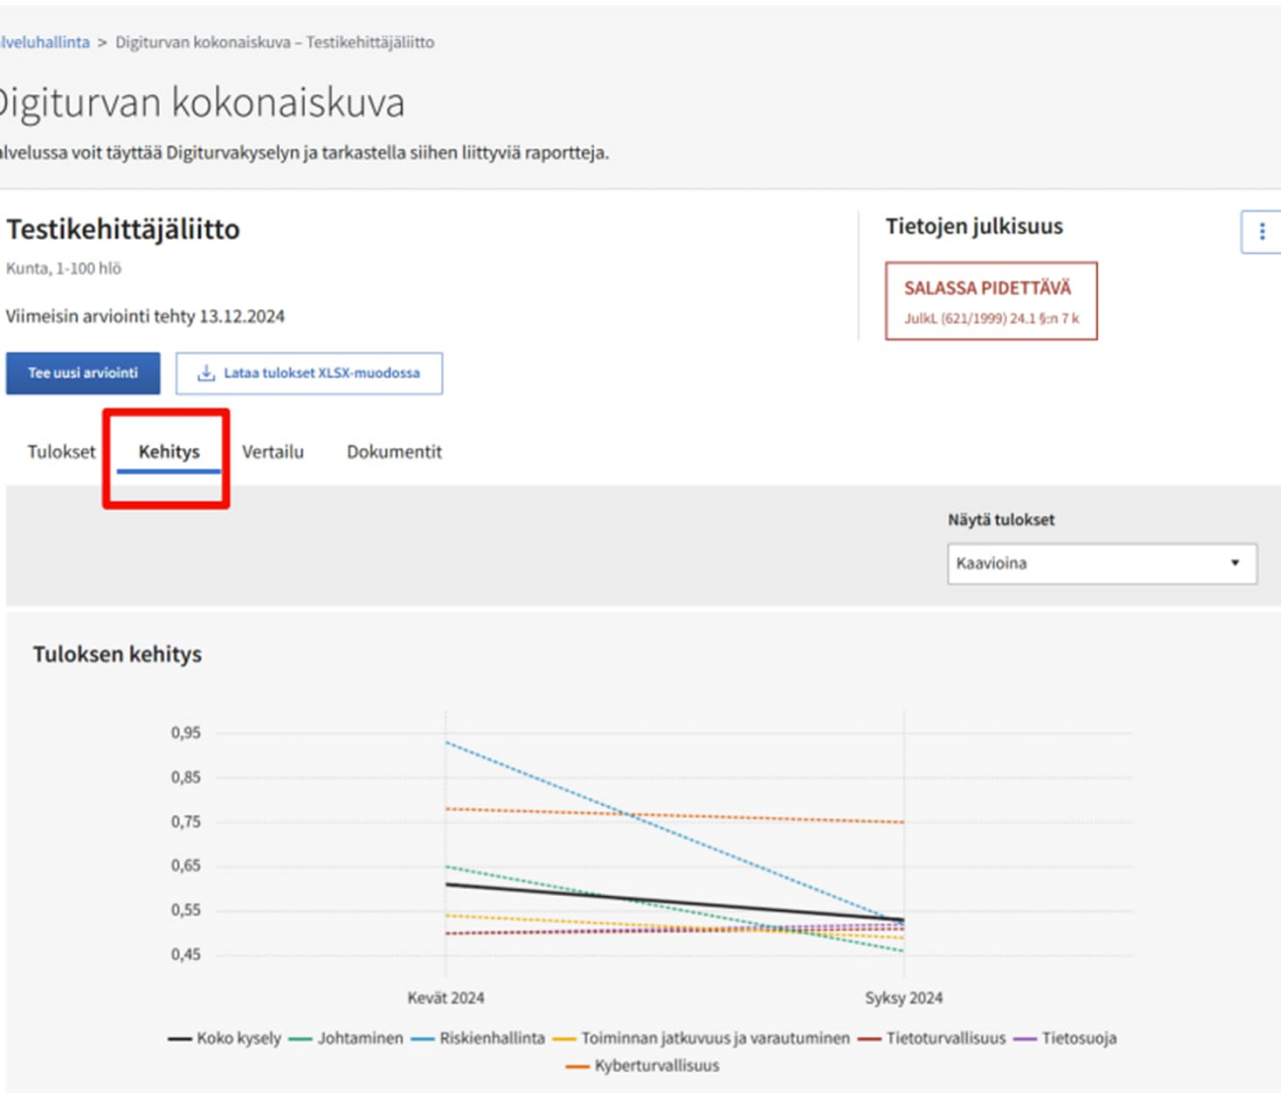 lveluhallinta > Digiturvan kokonaiskuva – Testikehittäjäliitto
Digiturvan kokonaiskuva
alvelussa voit täyttää Digiturvakyselyn ja tarkastella siihen liittyviä raportteja.
Testikehittäjäliitto
Kunta, 1-100 hlö
Viimeisin arviointi tehty 13.12.2024
Tietojen julkisuus
SALASSA PIDETTÄVÄ
JulkL (621/1999) 24.1 §:n 7 k
Tee uusi arviointi
Lataa tulokset XLSX-muodossa
Tulokset Kehitys Vertailu Dokumentit
Näytä tulokset
Kaavioina
Tuloksen kehitys
0,95
0,85
0,75
0,65
0,55
0,45
Kevät 2024 Syksy 2024
Koko kysely Johtaminen Riskienhallinta Toiminnan jatkuvuus ja varautuminen Tietoturvallisuus Tietosuoja
Kyberturvallisuus